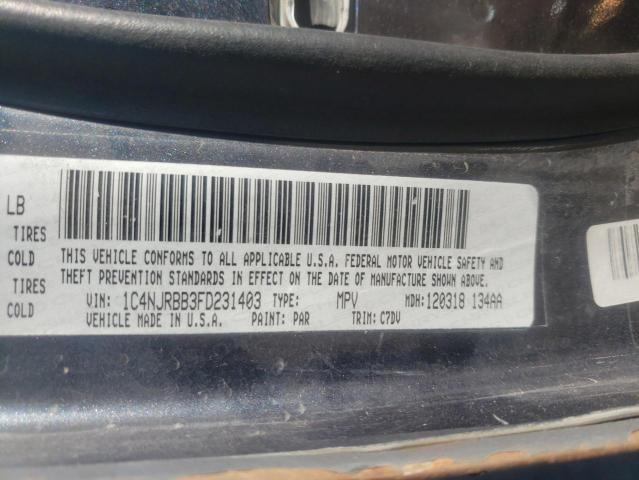 LB
TIRES
COLD
TIRES
COLD
THIS VEHICLE CONFORMS TO ALL APPLICABLE U.S.A. FEDERAL MOTOR VEHICLE SAFETY AND
THEFT PREVENTION STANDARDS IN EFFECT ON THE DATE OF MANUFACTURE SHOWN ABOVE.
VIN: 1C4NJRBB3FD231403 TYPE: MPV MDH:120318 134AA
VEHICLE MADE IN U.S.A. PAINT: PAR TRIM: C7DV